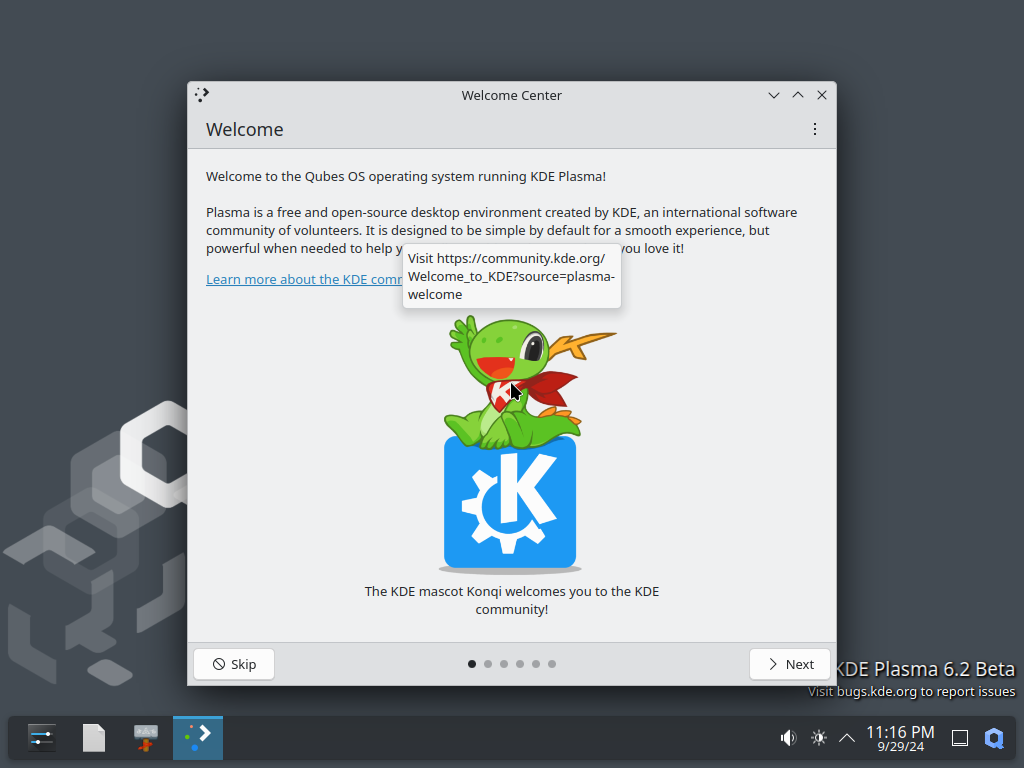 Welcome Center
Welcome
Welcome to the Qubes OS operating system running KDE Plasma!
Plasma is a free and open-source desktop environment created by KDE, an international software
community of volunteers. It is designed to be simple by default for a smooth experience, but
powerful when needed to help you love it!
Learn more about the KDE
Visit https://community.kde.org/
Welcome_to_KDE?source=plasma-
welcome
K
The KDE mascot Konqi welcomes you to the KDE
community!
Skip
Next
KDE Plasma 6.2 Beta
Visit bugs.kde.org to report issues
11:16 PM
9/29/24